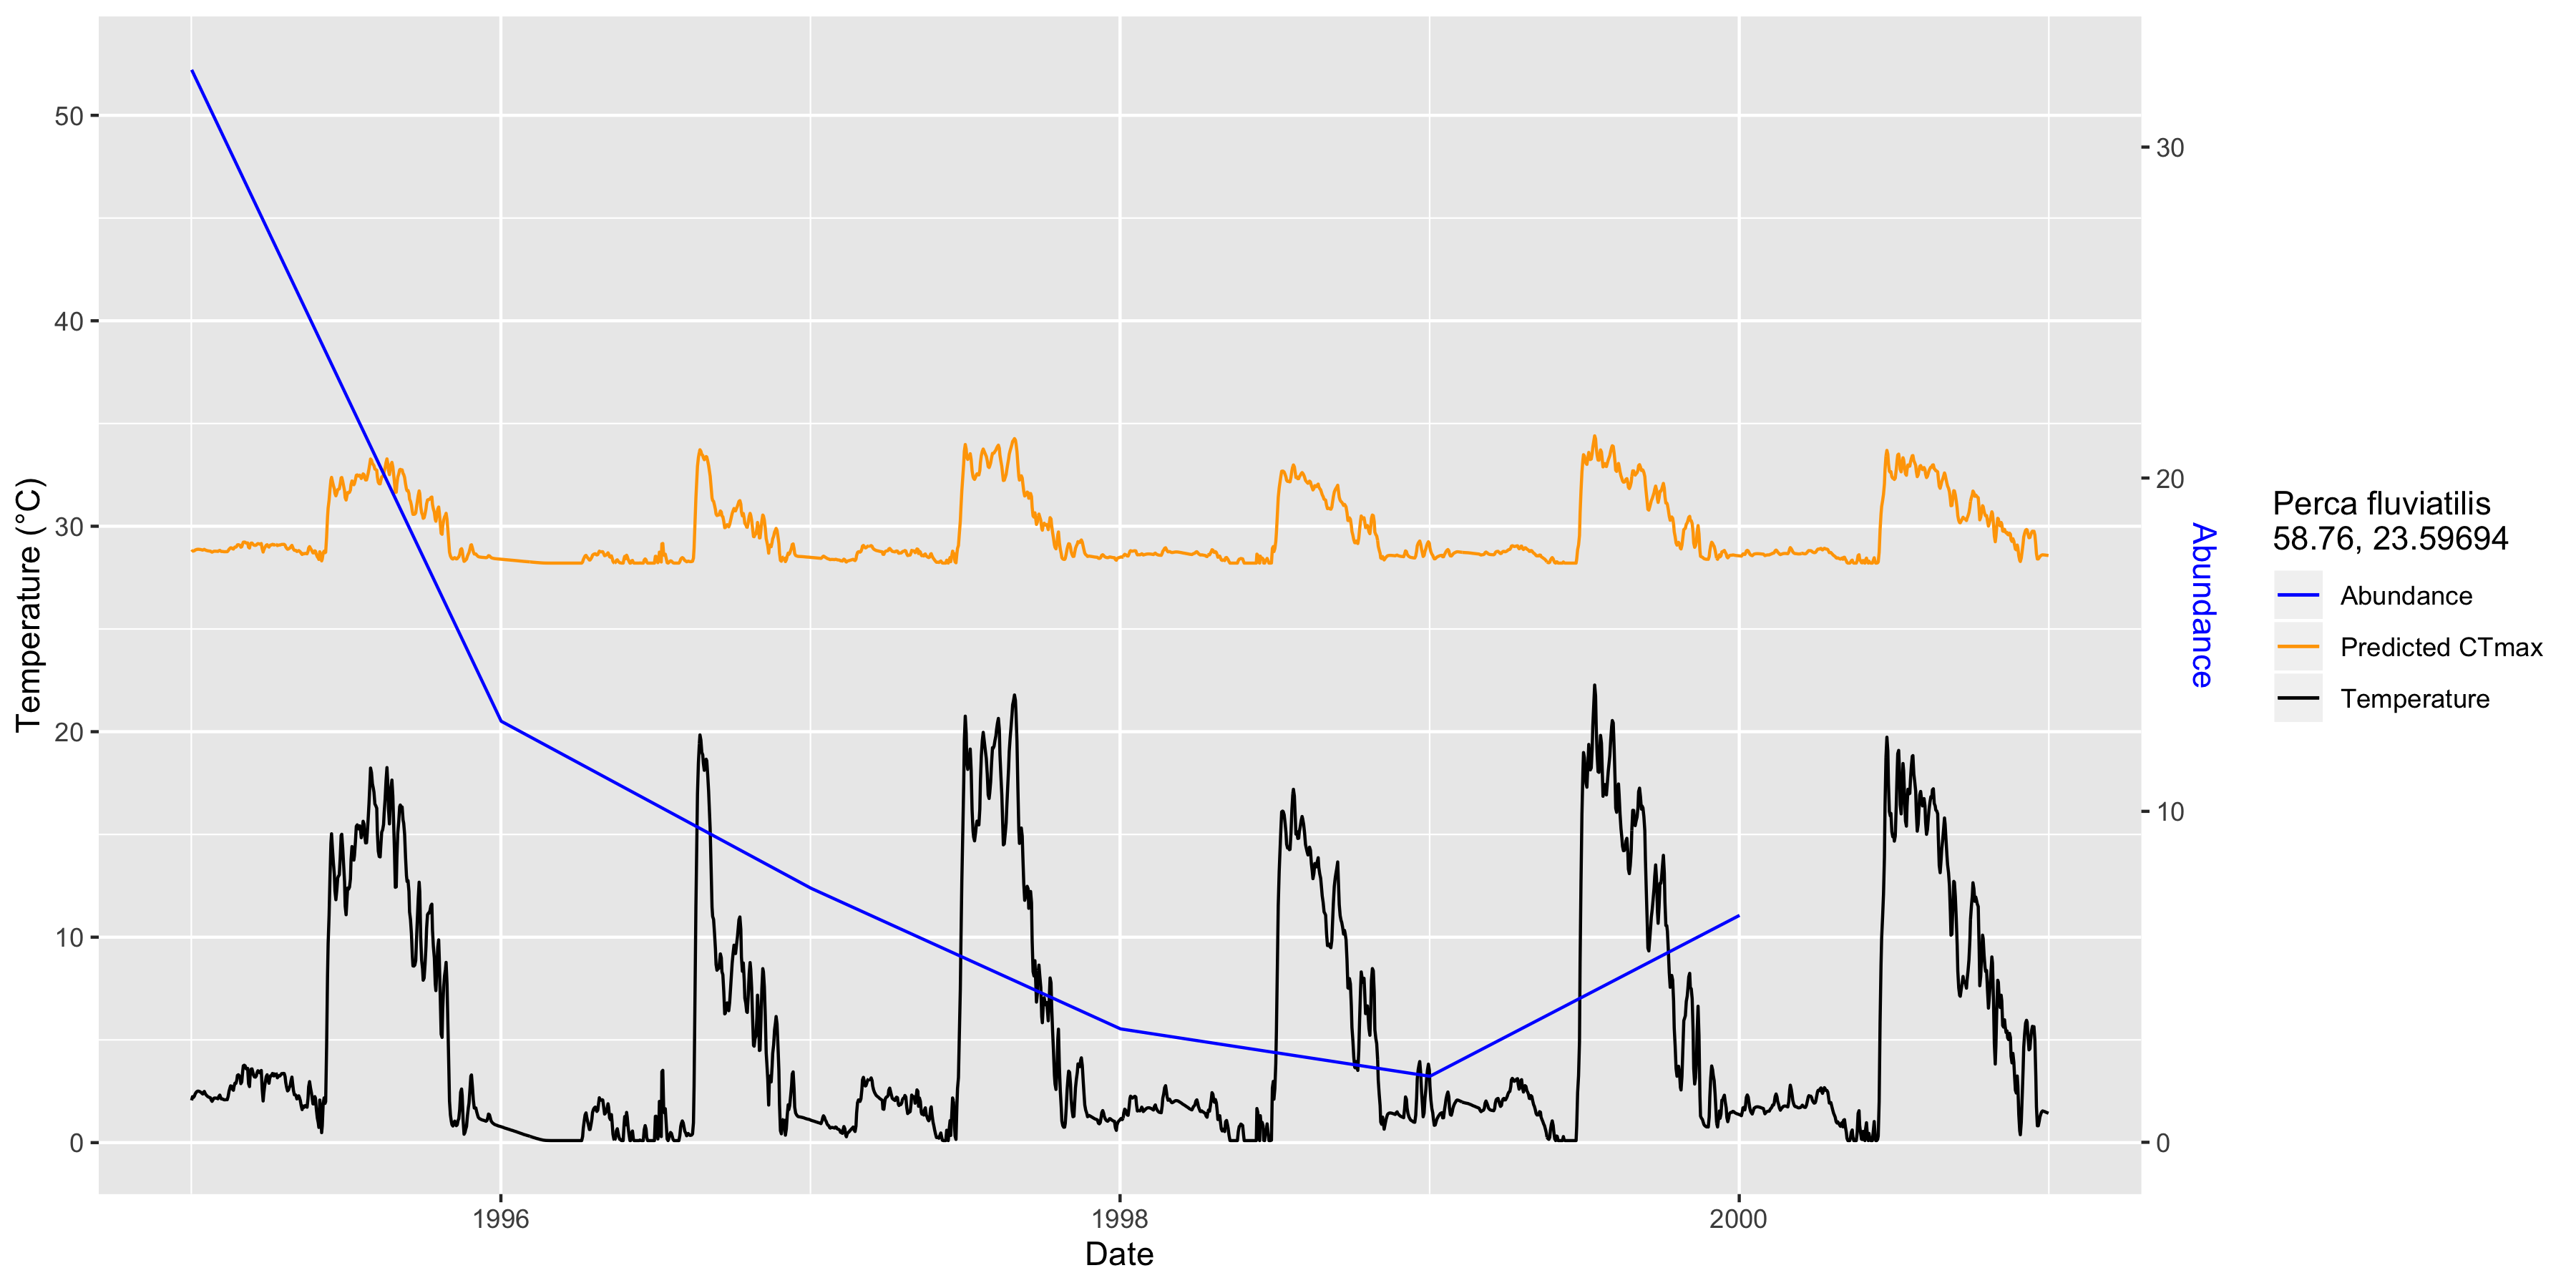 50
40
30
20
10
0
Temperature (°C)
1996
1998
2000
Date
30
20
10
0
Abundance
Perca fluviatilis
58.76, 23.59694
Abundance
Predicted CTmax
Temperature